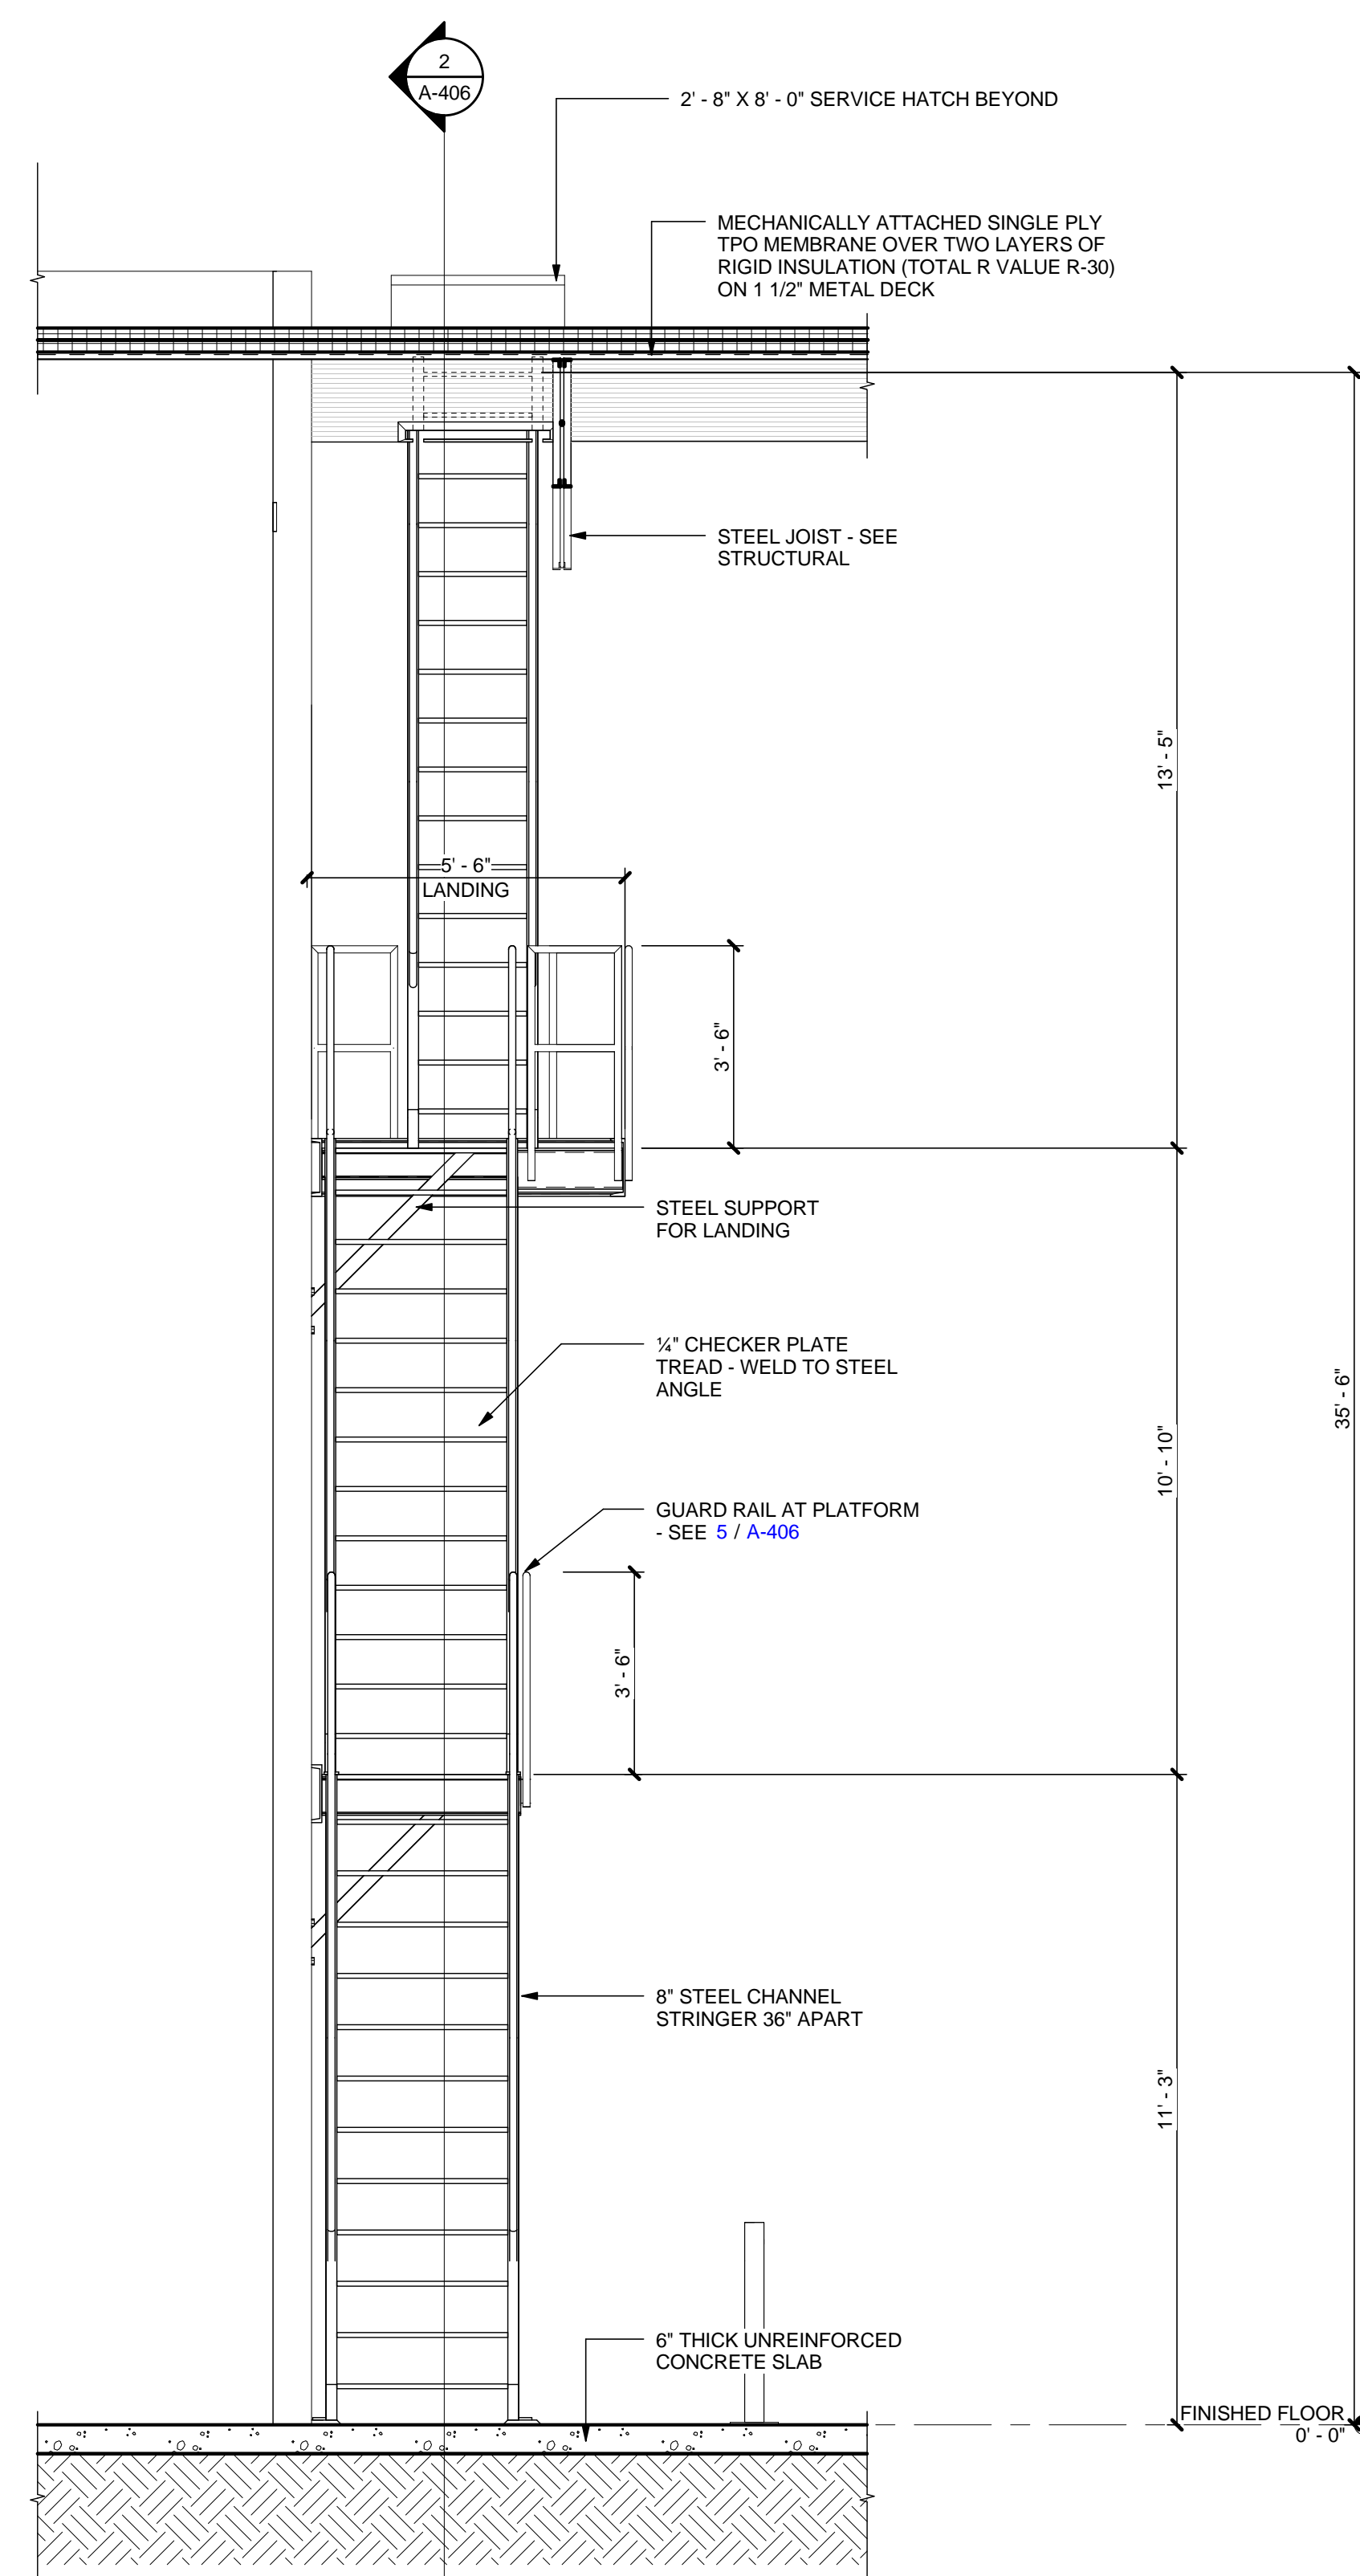 2
A-406
2' - 8" X 8' - 0" SERVICE HATCH BEYOND
MECHANICALLY ATTACHED SINGLE PLY
TPO MEMBRANE OVER TWO LAYERS OF
RIGID INSULATION (TOTAL R VALUE R-30)
ON 1 1/2" METAL DECK
STEEL JOIST - SEE
STRUCTURAL
13' - 5"
5' - 6"
LANDING
3' - 6"
STEEL SUPPORT
FOR LANDING
¼" CHECKER PLATE
TREAD - WELD TO STEEL
ANGLE
35' - 6"
10' - 10"
GUARD RAIL AT PLATFORM
- SEE 5 / A-406
3' - 6"
8" STEEL CHANNEL
STRINGER 36" APART
11' - 3"
6" THICK UNREINFORCED
CONCRETE SLAB
FINISHED FLOOR
0' - 0"